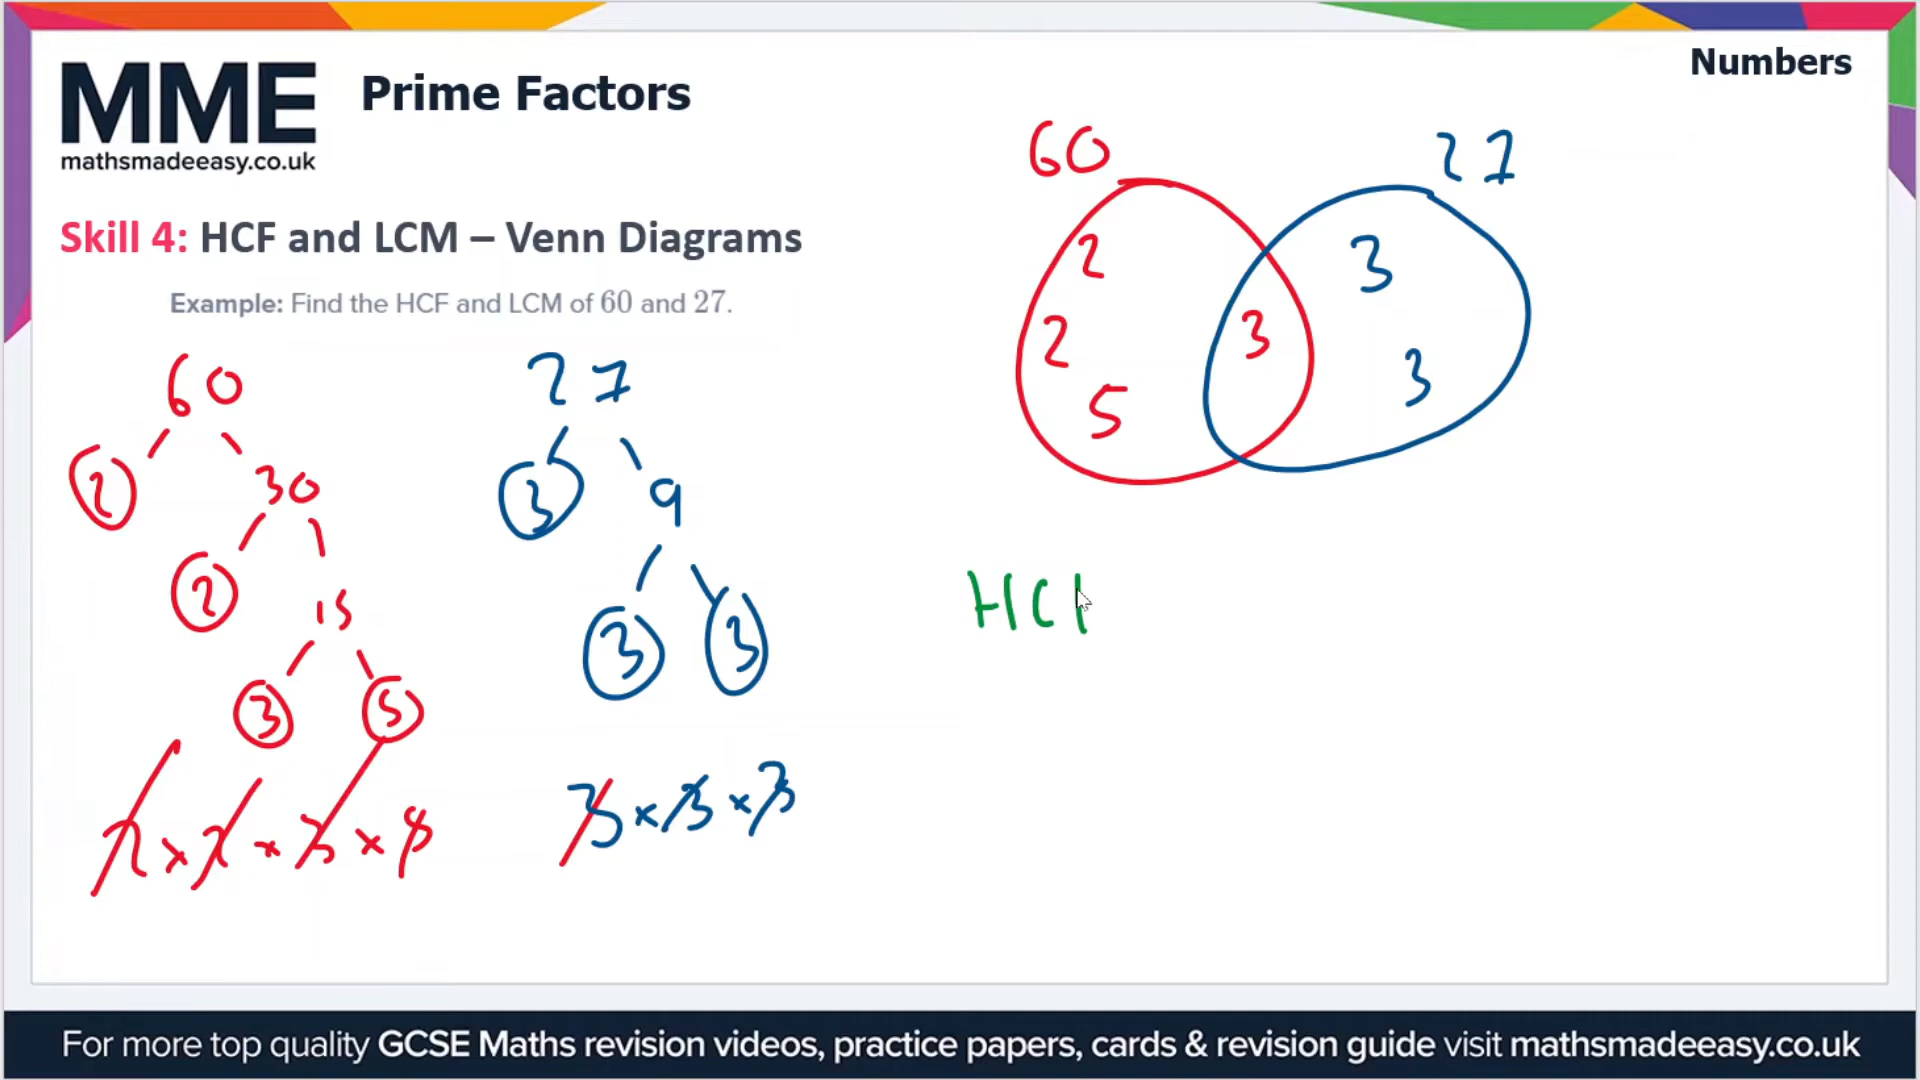 MME
mathsmadeeasy.co.uk
Prime Factors
Numbers
Skill 4: HCF and LCM – Venn Diagrams
Example: Find the HCF and LCM of 60 and 27.
60
2 30
2 15
3 5
2 × 2 × 3 × 5
27
3 9
3 3
3 × 3 × 3
60 27
2 3
2 3
5 3
HC
For more top quality GCSE Maths revision videos, practice papers, cards & revision guide visit mathsmadeeasy.co.uk